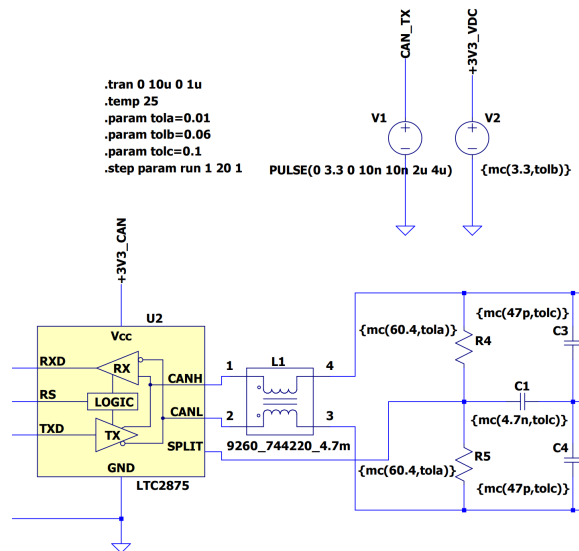 CAN_TX
+3V3_VDC
.tran 0 10u 0 1u
.temp 25
.param tola=0.01
.param tolb=0.06
.param tolc=0.1
.step param run 1 20 1
V1
V2
PULSE(0 3.3 0 10n 10n 2u 4u)
{mc(3.3,tolb)}
+3V3_CAN
U2
Vcc
RXD
RX
CANH
RS
LOGIC
CANL
TXD
TX
SPLIT
GND
LTC2875
1
L1
4
2
3
9260_744220_4.7m
{mc(47p,tolc)}
{mc(60.4,tola)}
R4
C3
C1
{mc(4.7n,tolc)}
{mc(60.4,tola)}
R5
C4
{mc(47p,tolc)}